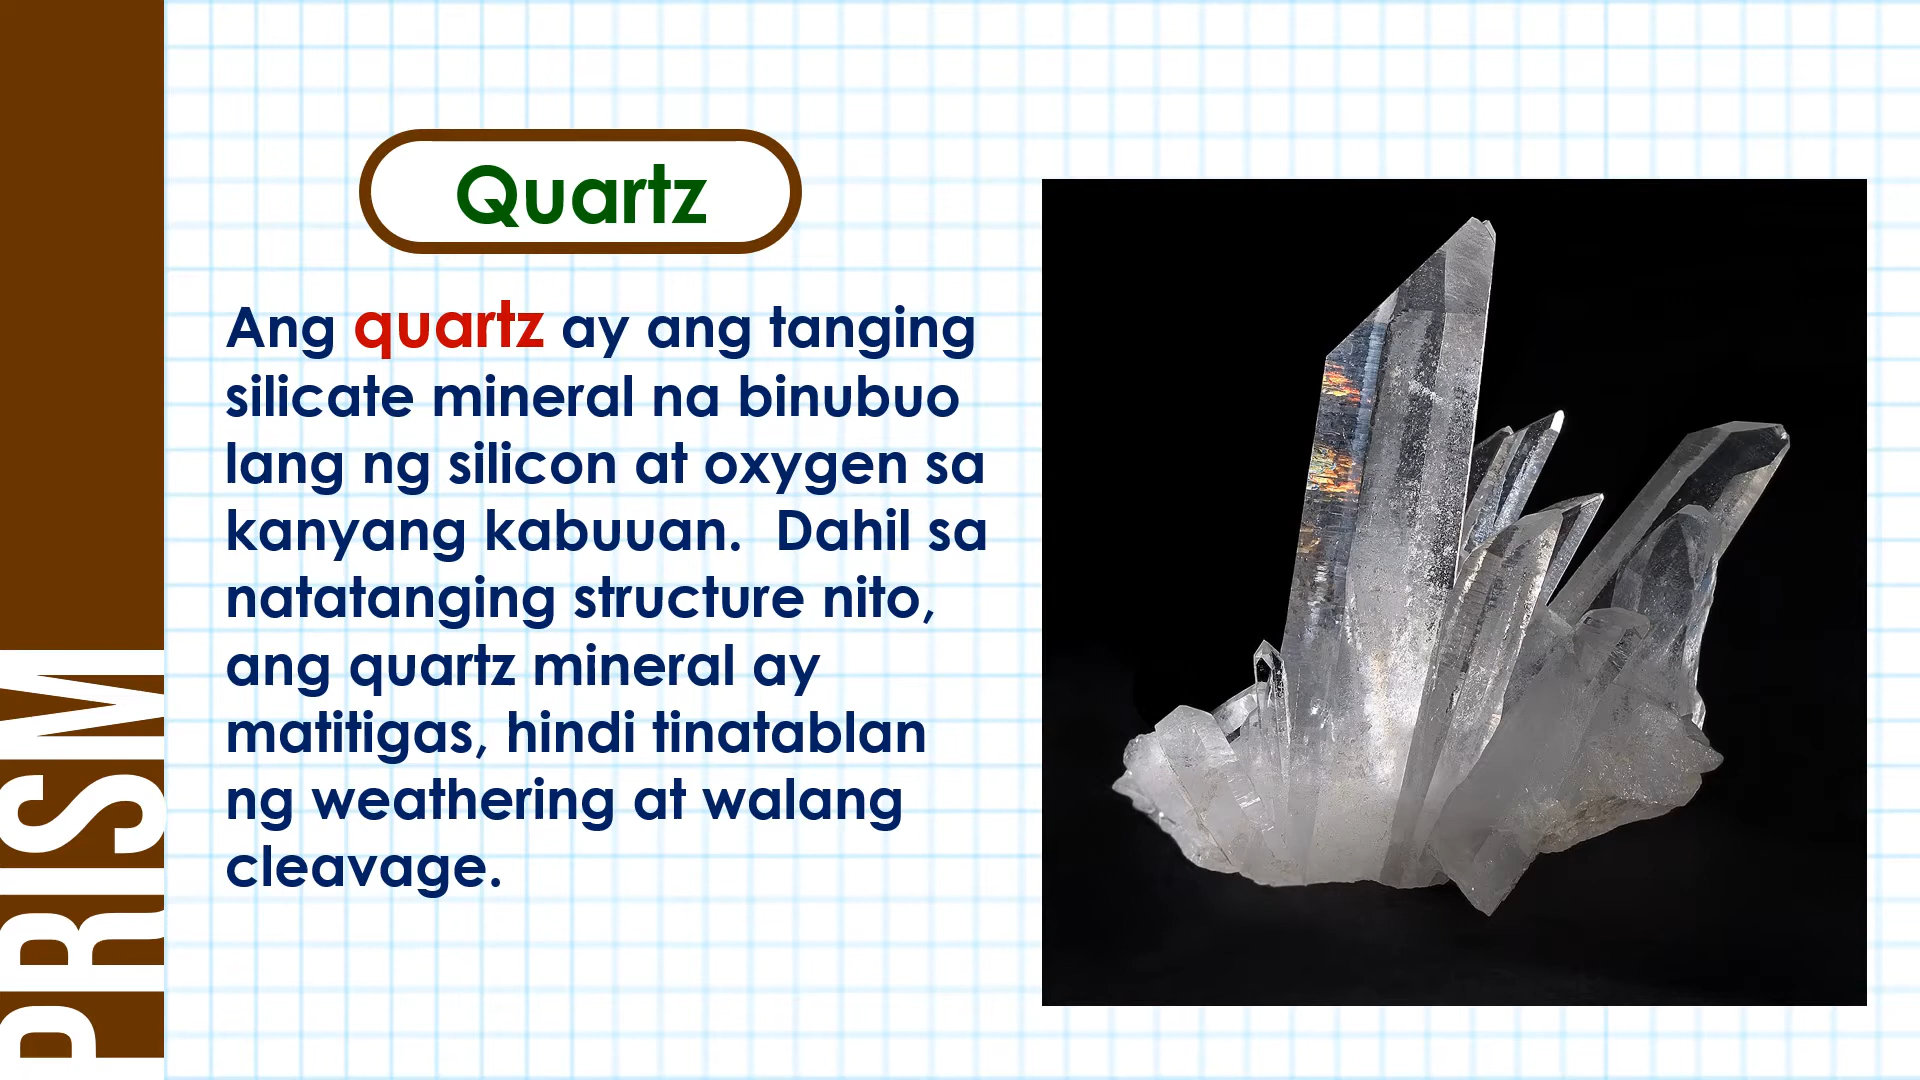 Quartz
Ang quartz ay ang tanging
silicate mineral na binubuo
lang ng silicon at oxygen sa
kanyang kabuuan.  Dahil sa
natatanging structure nito,
ang quartz mineral ay
matitigas, hindi tinatablan
ng weathering at walang
cleavage.
PRISM